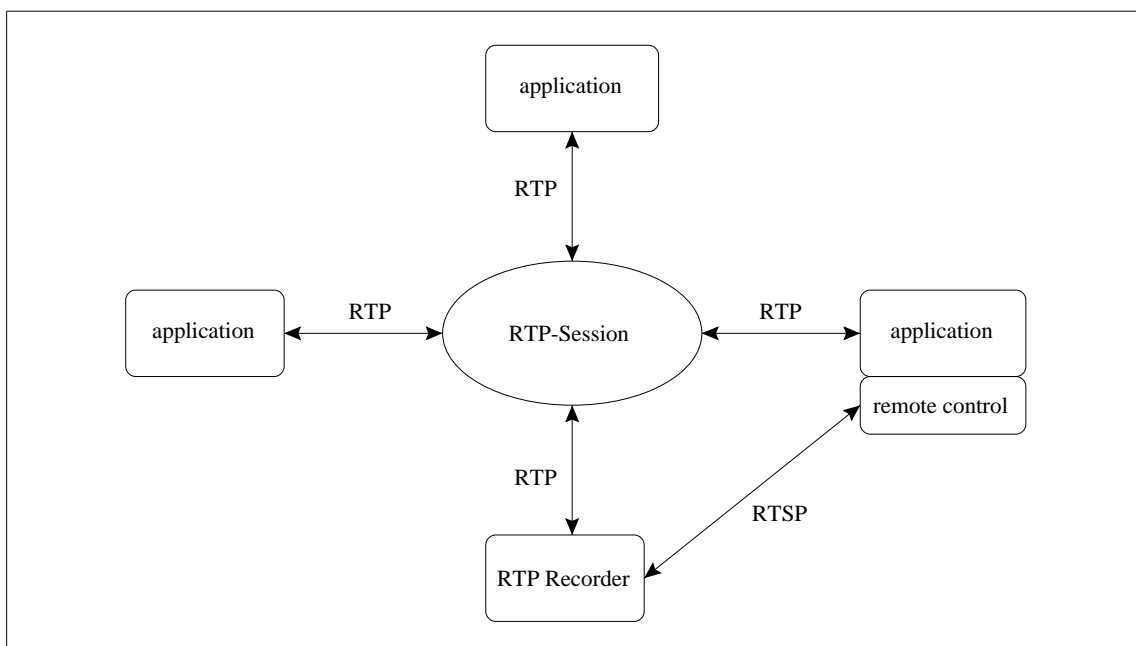 application
RTP
application
RTP
RTP-Session
RTP
application
remote control
RTP
RTSP
RTP Recorder